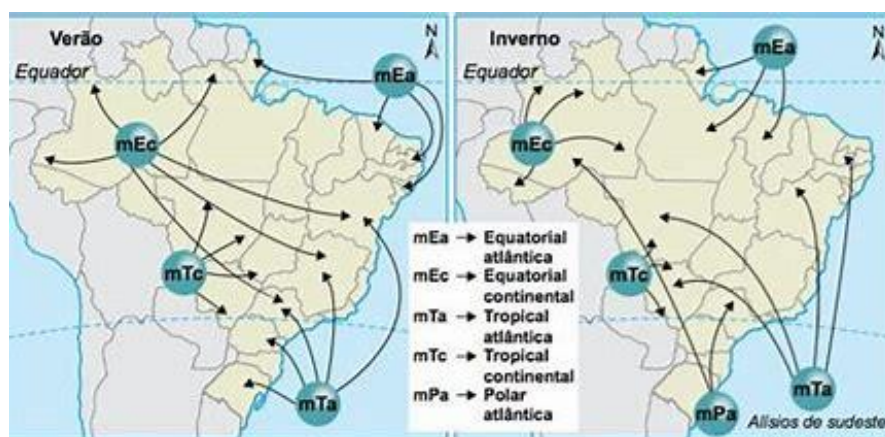 Verão
N
Equador
mEa
mEc
mTc
mTa
Inverno
N
Equador
mEa
mEc
mTc
mPa
mTa
Alísios de sudeste
mEa → Equatorial
atlântica
mEc → Equatorial
continental
mTa → Tropical
atlântica
mTc → Tropical
continental
mPa → Polar
atlântica